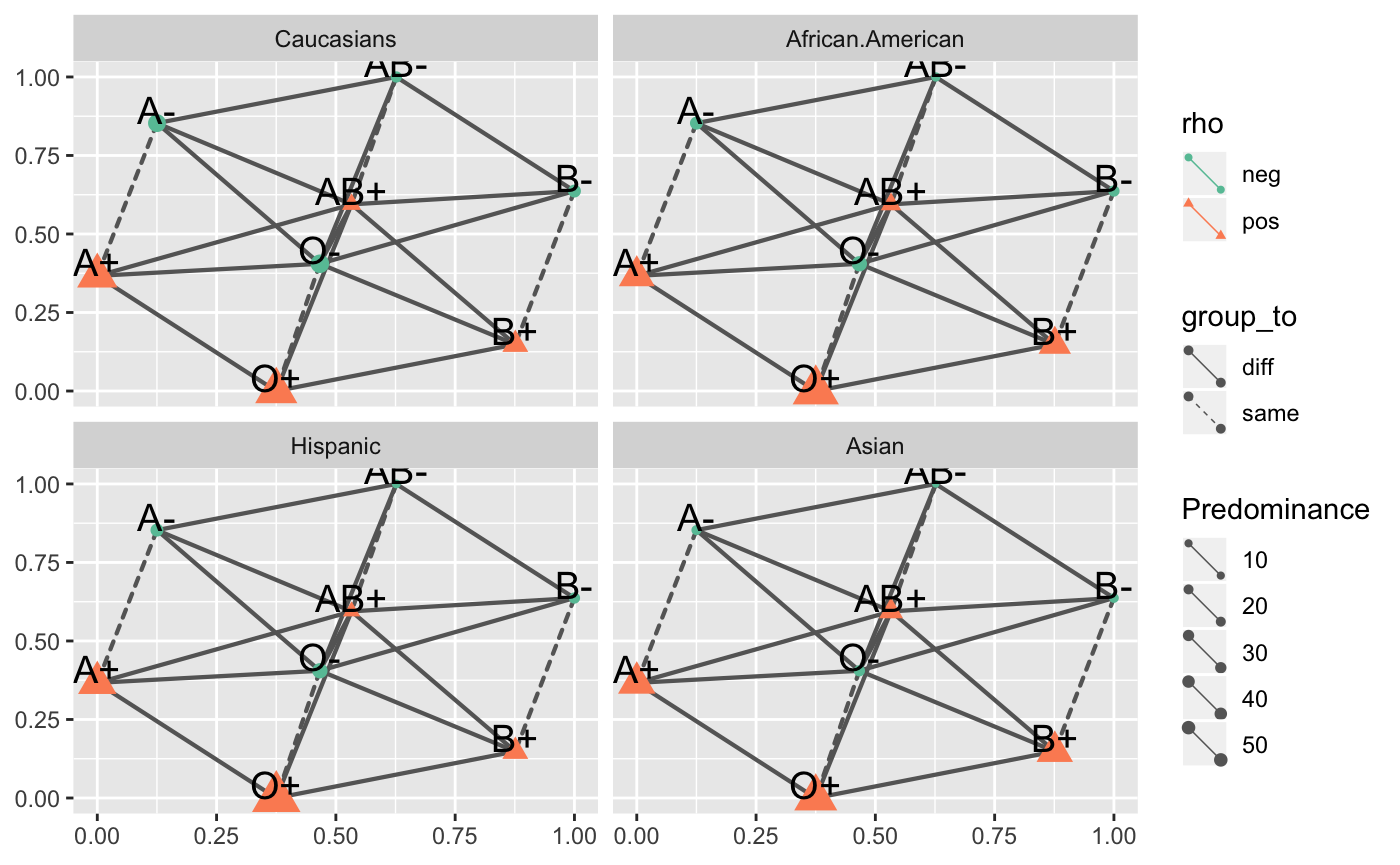 Caucasians
African.American
1.00
AB-
AB-
A-
A-
0.75
B-
B-
AB+
AB+
0.50
O-
O-
A+
A+
0.25
B+
B+
0.00
O+
O+
Hispanic
Asian
1.00
AB-
AB-
A-
A-
0.75
B-
B-
AB+
AB+
0.50
O-
O-
A+
A+
0.25
B+
B+
0.00
O+
O+
0.00 0.25 0.50 0.75 1.00
0.00 0.25 0.50 0.75 1.00
rho
neg
pos
group_to
diff
same
Predominance
10
20
30
40
50